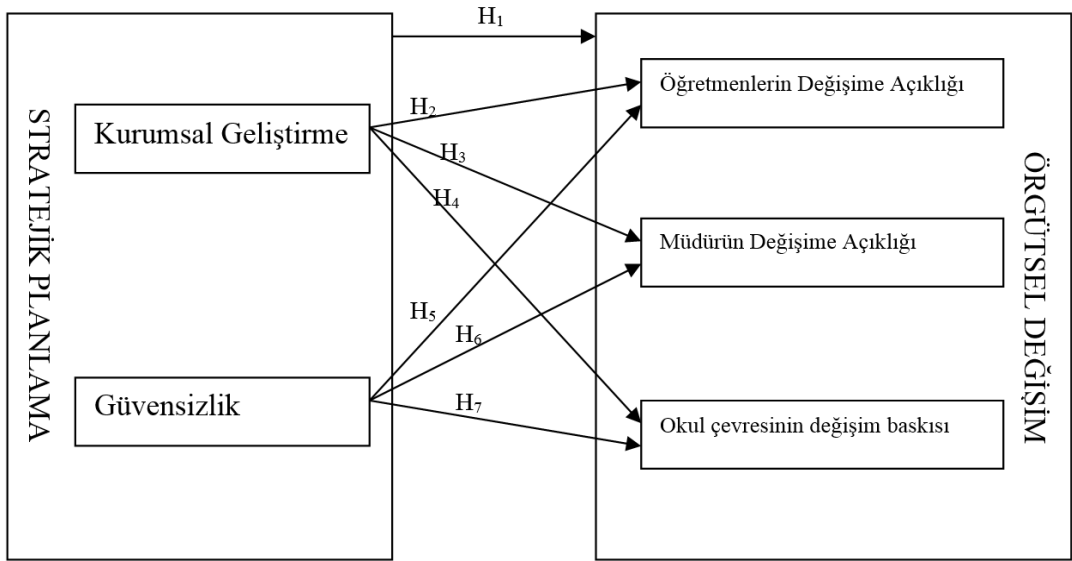 H₁
STRATEJİK PLANLAMA
Kurumsal Geliştirme
Güvensizlik
H₂
H₃
H₄
H₅
H₆
H₇
Öğretmenlerin Değişime Açıklığı
Müdürün Değişime Açıklığı
Okul çevresinin değişim baskısı
ÖRGÜTSEL DEĞİŞİM